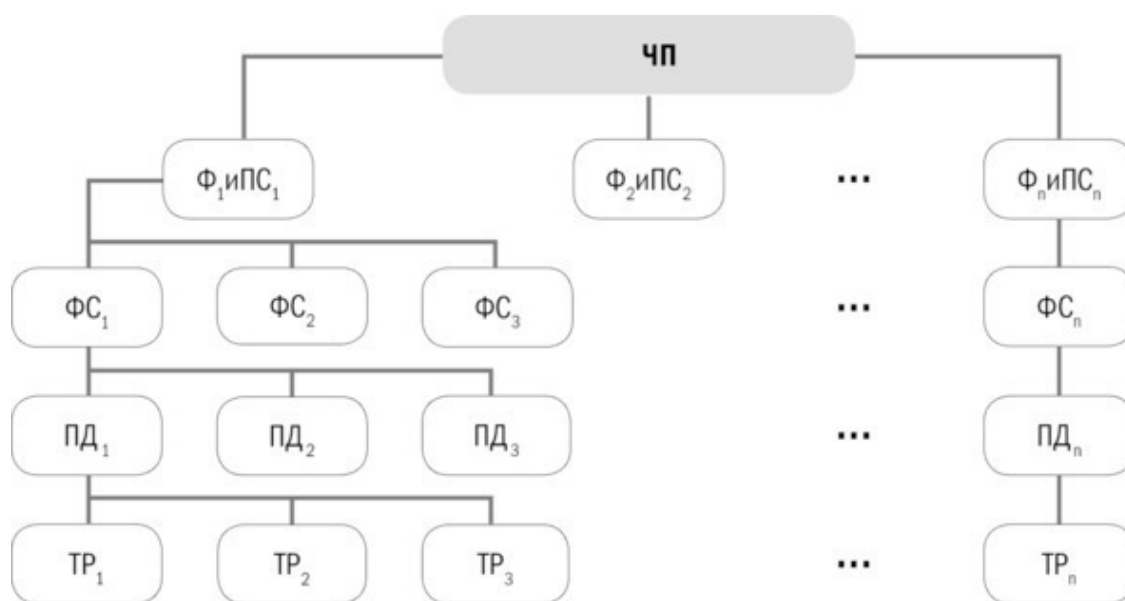 ЧП
Ф₁иПС₁ Ф₂иПС₂ ... ФₙиПСₙ
ФС₁ ФС₂ ФС₃ ... ФСₙ
ПД₁ ПД₂ ПД₃ ... ПДₙ
ТР₁ ТР₂ ТР₃ ... ТРₙ